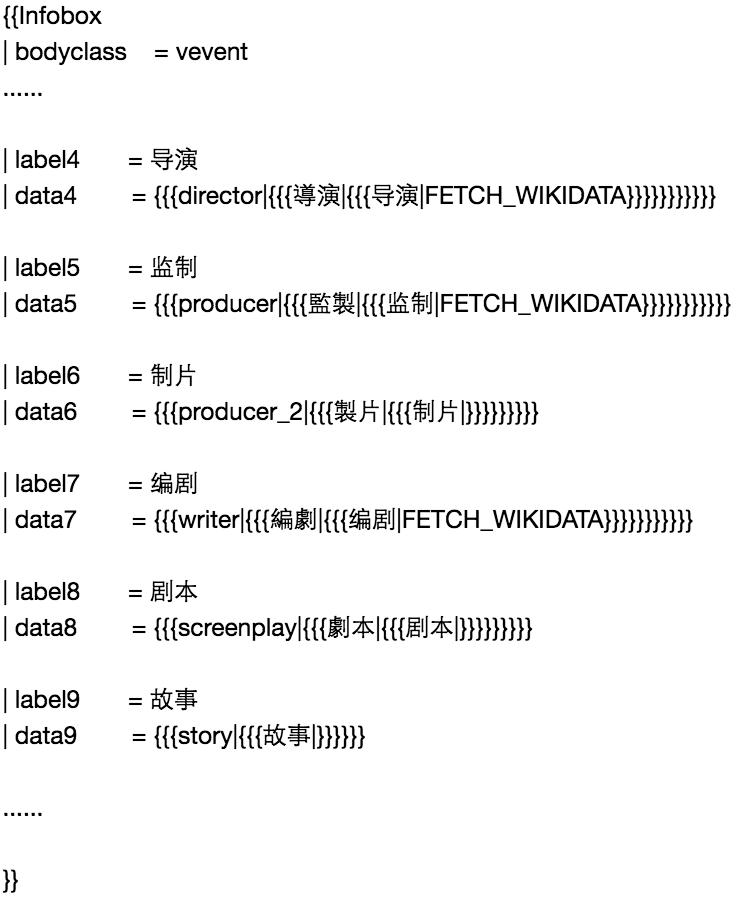 {{Infobox
| bodyclass = vevent
......
| label4 = 导演
| data4 = {{{director|{{{導演|{{{导演|FETCH_WIKIDATA}}}}}}}}}}}
| label5 = 监制
| data5 = {{{producer|{{{監製|{{{监制|FETCH_WIKIDATA}}}}}}}}}}}
| label6 = 制片
| data6 = {{{producer_2|{{{製片|{{{制片|}}}}}}}}}
| label7 = 编剧
| data7 = {{{writer|{{{編劇|{{{编剧|FETCH_WIKIDATA}}}}}}}}}}}
| label8 = 剧本
| data8 = {{{screenplay|{{{劇本|{{{剧本|}}}}}}}}}
| label9 = 故事
| data9 = {{{story|{{{故事|}}}}}}
......
}}